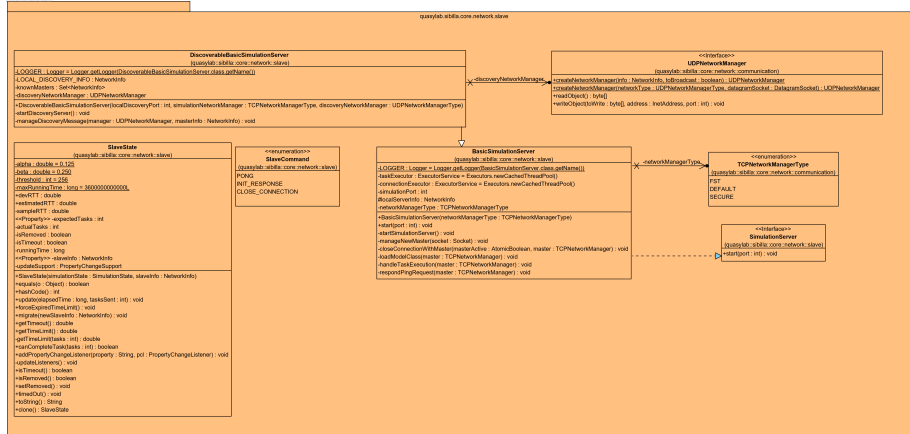 quasylab.sibilla.core.network.slave
DiscoverableBasicSimulationServer
(quasylab::sibilla::core::network::slave)
-LOGGER : Logger = Logger.getLogger(DiscoverableBasicSimulationServer.class.getName())
-LOCAL_DISCOVERY_INFO : NetworkInfo
-knownMasters : Set<NetworkInfo>
-discoveryNetworkManager : UDPNetworkManager
+DiscoverableBasicSimulationServer(localDiscoveryPort : int, simulationNetworkManager : TCPNetworkManagerType, discoveryNetworkManager : UDPNetworkManagerType)
-startDiscoveryServer() : void
-manageDiscoveryMessage(manager : UDPNetworkManager, masterInfo : NetworkInfo) : void
-discoveryNetworkManager
<<Interface>>
UDPNetworkManager
(quasylab::sibilla::core::network::communication)
+createNetworkManager(info : NetworkInfo, toBroadcast : boolean) : UDPNetworkManager
+createNetworkManager(networkType : UDPNetworkManagerType, datagramSocket : DatagramSocket) : UDPNetworkManager
+readObject() : byte[]
+writeObject(toWrite : byte[], address : InetAddress, port : int) : void
SlaveState
(quasylab::sibilla::core::network::slave)
-alpha : double = 0.125
-beta : double = 0.250
-threshold : int = 256
-maxRunningTime : long = 3600000000000L
+devRTT : double
+estimatedRTT : double
-sampleRTT : double
<<Property>> -expectedTasks : int
-actualTasks : int
-isRemoved : boolean
-isTimeout : boolean
-runningTime : long
<<Property>> -slaveInfo : NetworkInfo
-updateSupport : PropertyChangeSupport
+SlaveState(simulationState : SimulationState, slaveInfo : NetworkInfo)
+equals(o : Object) : boolean
+hashCode() : int
+update(elapsedTime : long, tasksSent : int) : void
+forceExpiredTimeLimit() : void
+migrate(newSlaveInfo : NetworkInfo) : void
+getTimeout() : double
+getTimeLimit() : double
-getTimeLimit(tasks : int) : double
+canCompleteTask(tasks : int) : boolean
+addPropertyChangeListener(property : String, pcl : PropertyChangeListener) : void
-updateListeners() : void
+isTimeout() : boolean
+isRemoved() : boolean
+setRemoved() : void
+timedOut() : void
+toString() : String
+clone() : SlaveState
<<enumeration>>
SlaveCommand
(quasylab::sibilla::core::network::slave)
PONG
INIT_RESPONSE
CLOSE_CONNECTION
BasicSimulationServer
(quasylab::sibilla::core::network::slave)
-LOGGER : Logger = Logger.getLogger(BasicSimulationServer.class.getName())
-taskExecutor : ExecutorService = Executors.newCachedThreadPool()
-connectionExecutor : ExecutorService = Executors.newCachedThreadPool()
-simulationPort : int
#localServerInfo : NetworkInfo
-networkManagerType : TCPNetworkManagerType
+BasicSimulationServer(networkManagerType : TCPNetworkManagerType)
+start(port : int) : void
-startSimulationServer() : void
-manageNewMaster(socket : Socket) : void
-closeConnectionWithMaster(masterActive : AtomicBoolean, master : TCPNetworkManager) : void
-loadModelClass(master : TCPNetworkManager) : void
-handleTaskExecution(master : TCPNetworkManager) : void
-respondPingRequest(master : TCPNetworkManager) : void
-networkManagerType
<<enumeration>>
TCPNetworkManagerType
(quasylab::sibilla::core::network::communication)
FST
DEFAULT
SECURE
<<Interface>>
SimulationServer
(quasylab::sibilla::core::network::slave)
+start(port : int) : void